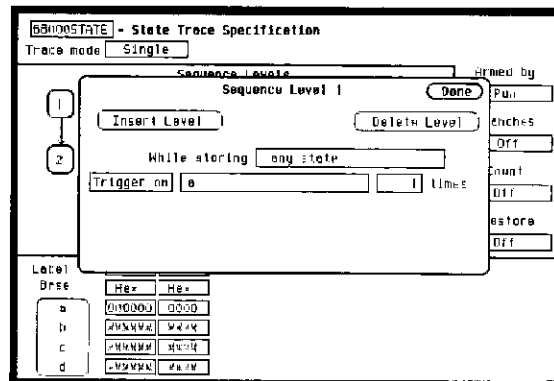 68000STATE - State Trace Specification
Trace mode Single
Sequence Levels
Armed by
Run
1
Sequence Level 1
Done
Insert Level
Delete Level
Off
2
While storing any state
Count
Trigger on a 1 times
Off
Off
Label
Base Hex Hex
a 000000 0000
b
c
d